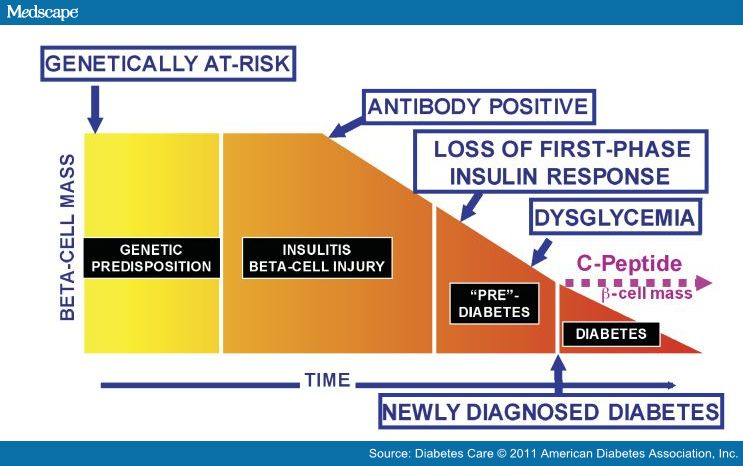 Medscape®
GENETICALLY AT-RISK
ANTIBODY POSITIVE
LOSS OF FIRST-PHASE
INSULIN RESPONSE
DYSGLYCEMIA
BETA-CELL MASS
GENETIC
PREDISPOSITION
INSULITIS
BETA-CELL INJURY
“PRE”-
DIABETES
C-Peptide
β-cell mass
DIABETES
TIME
NEWLY DIAGNOSED DIABETES
Source: Diabetes Care © 2011 American Diabetes Association, Inc.